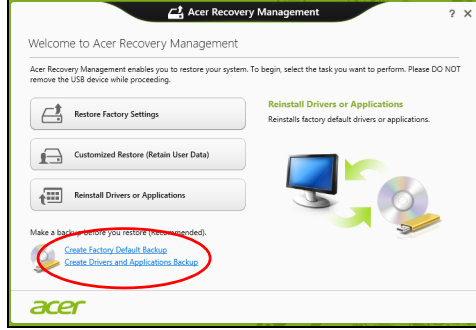 Acer Recovery Management
? X
Welcome to Acer Recovery Management
Acer Recovery Management enables you to restore your system. To begin, select the task you want to perform. Please DO NOT
remove the USB device while proceeding.
Restore Factory Settings
Customized Restore (Retain User Data)
Reinstall Drivers or Applications
Reinstall Drivers or Applications
Reinstalls factory default drivers or applications.
Make a backup before you restore (Recommended).
Create Factory Default Backup
Create Drivers and Applications Backup
acer